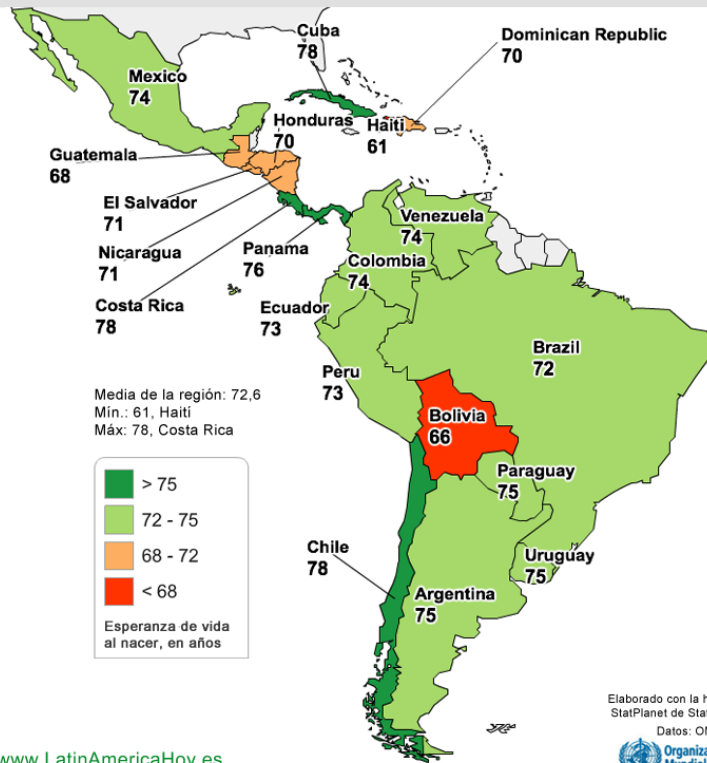 Cuba
78
Dominican Republic
70
Mexico
74
Honduras
70
Haiti
61
Guatemala
68
El Salvador
71
Nicaragua
71
Panama
76
Costa Rica
78
Venezuela
74
Colombia
74
Ecuador
73
Brazil
72
Peru
73
Media de la región: 72,6
Mín.: 61, Haití
Máx: 78, Costa Rica
Bolivia
66
Paraguay
75
> 75
72 - 75
68 - 72
< 68
Esperanza de vida
al nacer, en años
Chile
78
Uruguay
75
Argentina
75
Elaborado con la
StatPlanet de
Datos:
www.LatinAmericaHoy.es